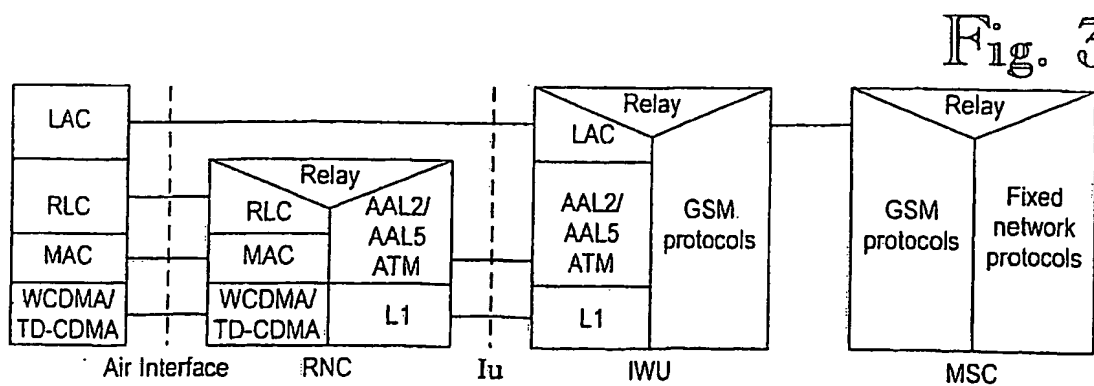 Fig. 3
LAC
RLC
MAC
WCDMA/
TD-CDMA
Air Interface
Relay
RLC
MAC
WCDMA/
TD-CDMA
AAL2/
AAL5
ATM
L1
RNC
Iu
Relay
LAC
AAL2/
AAL5
ATM
L1
GSM
protocols
IWU
Relay
GSM
protocols
Fixed
network
protocols
MSC